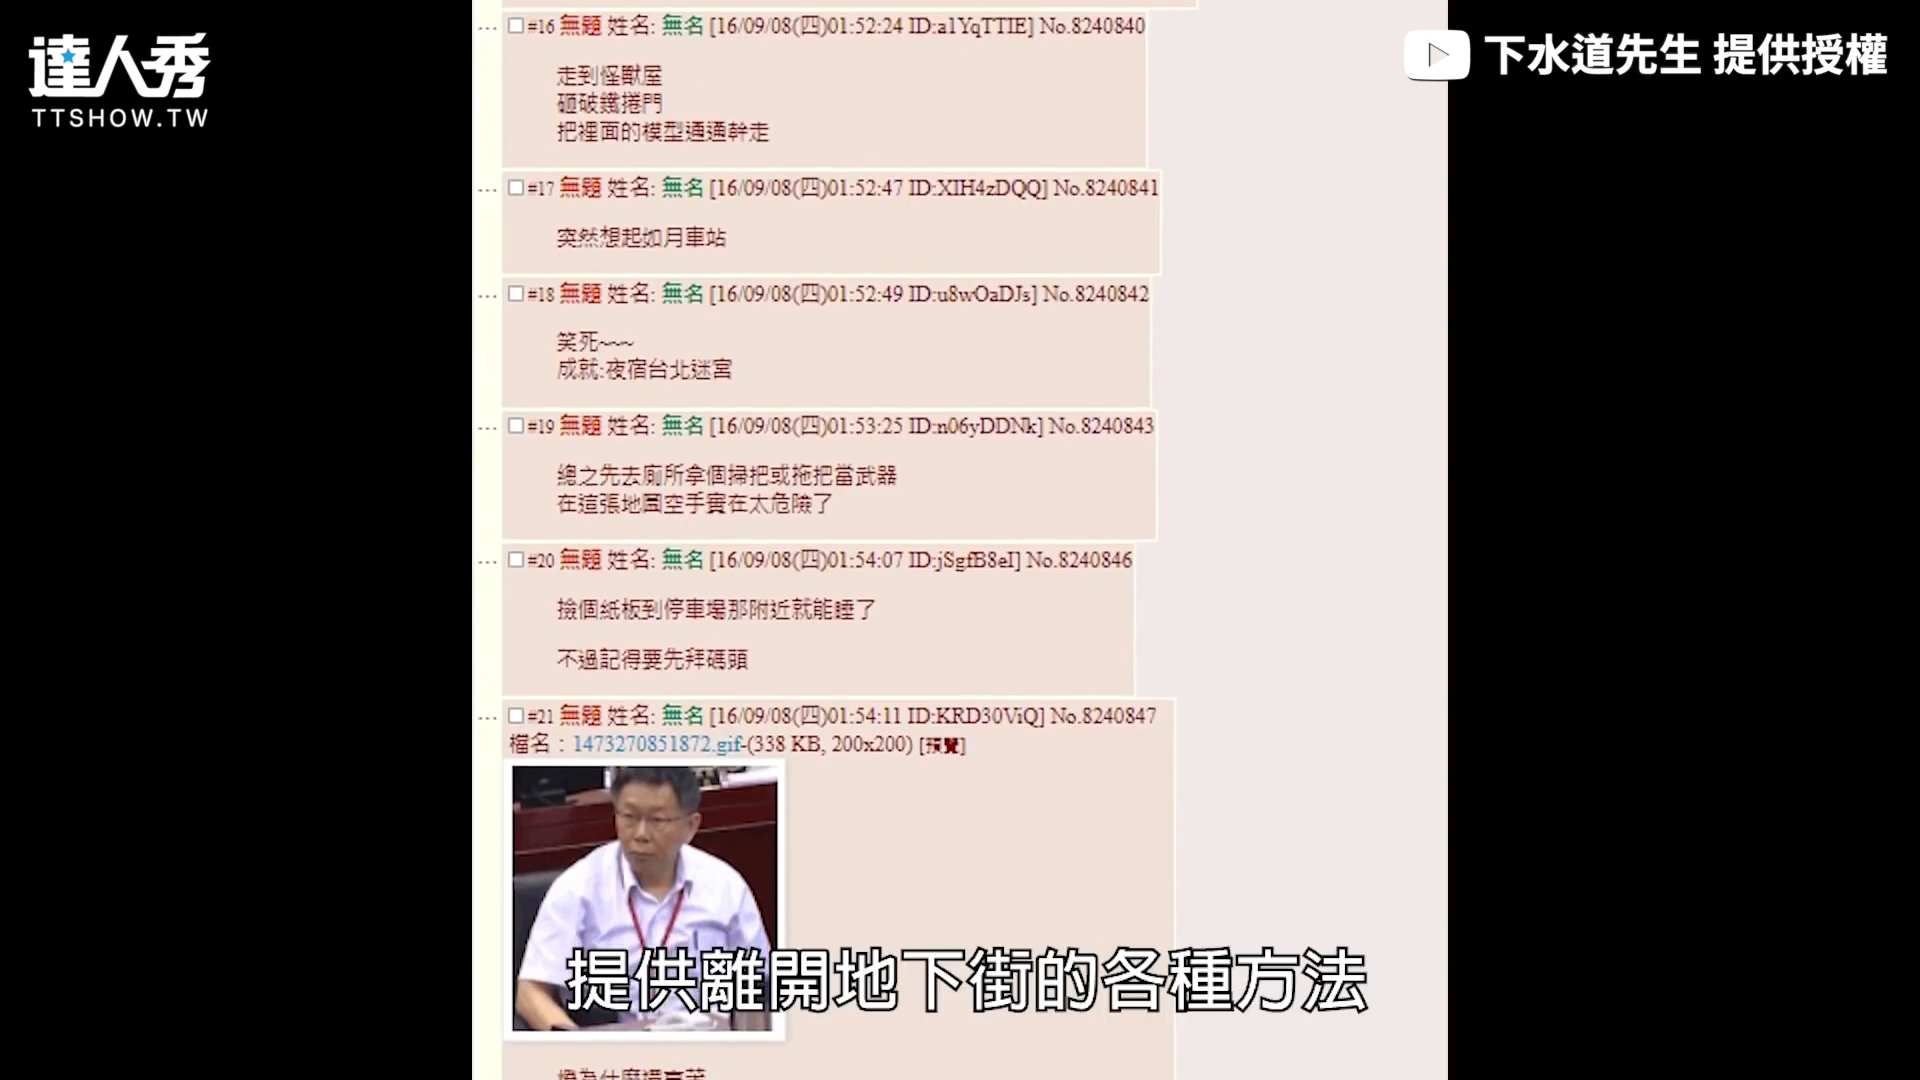 達人秀
TTSHOW.TW
下水道先生 提供授權
#16 無題 姓名: 無名 [16/09/08(四)01:52:24 ID:a1YqTTIE] No.8240840
走到怪獸屋
砸破鐵捲門
把裡面的模型通通幹走
#17 無題 姓名: 無名 [16/09/08(四)01:52:47 ID:XIH4zDQQ] No.8240841
突然想起如月車站
#18 無題 姓名: 無名 [16/09/08(四)01:52:49 ID:u8wOaDJs] No.8240842
笑死~~~
成就:夜宿台北迷宮
#19 無題 姓名: 無名 [16/09/08(四)01:53:25 ID:n06yDDNk] No.8240843
總之先去廁所拿個掃把或拖把當武器
在這張地圖空手實在太危險了
#20 無題 姓名: 無名 [16/09/08(四)01:54:07 ID:jSgfB8eI] No.8240846
撿個紙板到停車場那附近就能睡了
不過記得要先拜碼頭
#21 無題 姓名: 無名 [16/09/08(四)01:54:11 ID:KRD30ViQ] No.8240847
檔名：1473270851872.gif-(338 KB, 200x200) [預覽]
提供離開地下街的各種方法